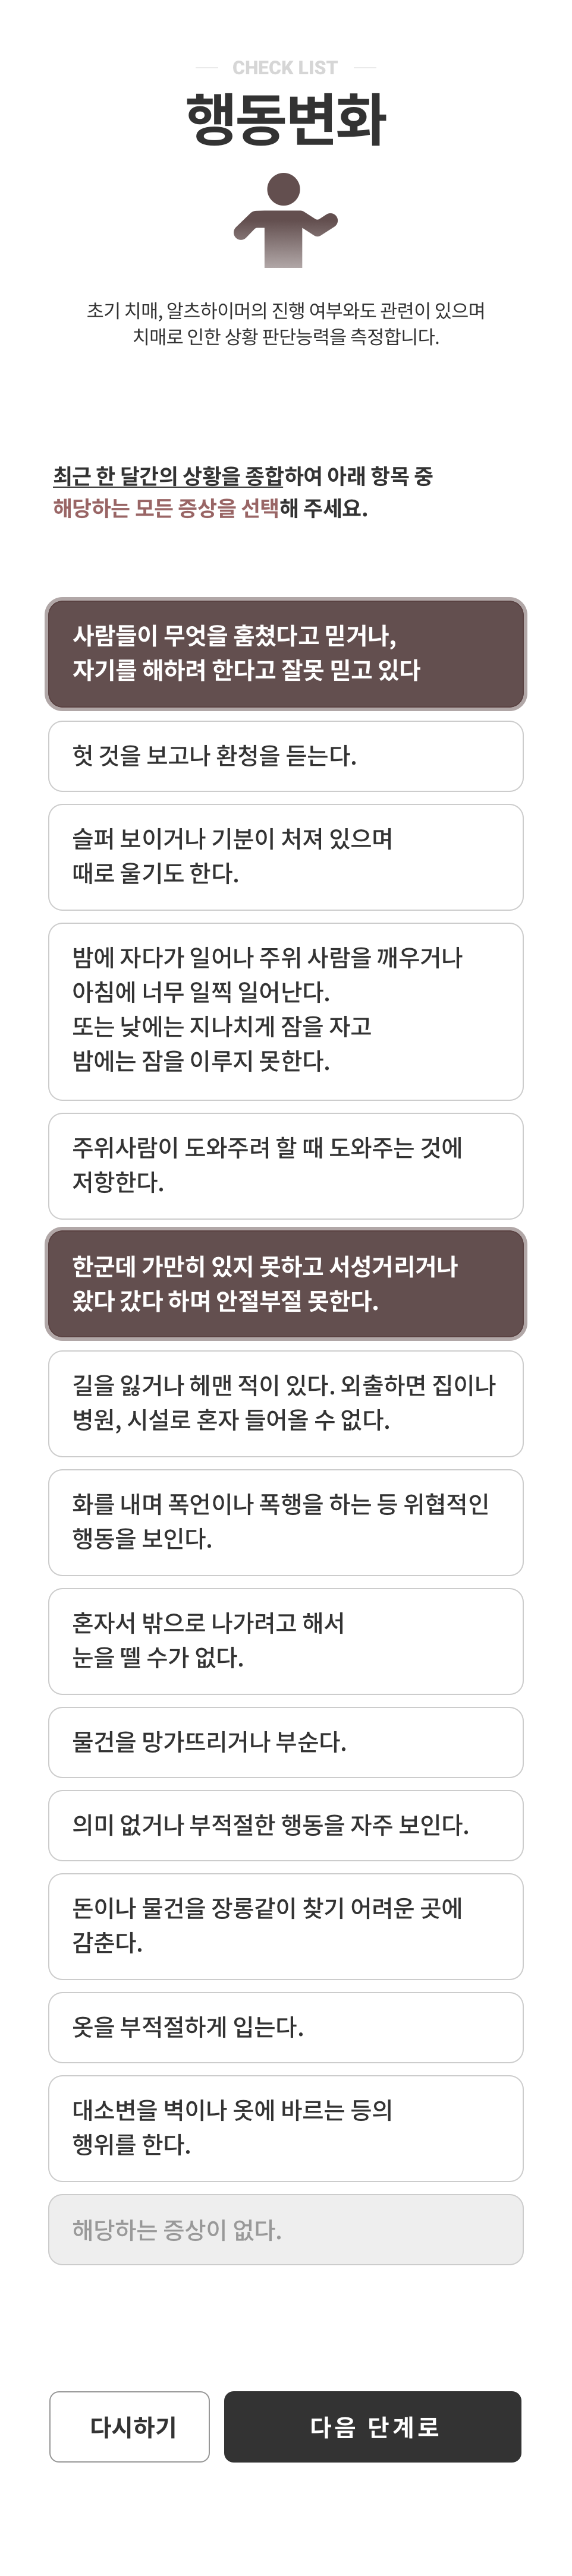 CHECK LIST
행동변화
초기 치매, 알츠하이머의 진행 여부와도 관련이 있으며
치매로 인한 상황 판단능력을 측정합니다.
최근 한 달간의 상황을 종합하여 아래 항목 중
해당하는 모든 증상을 선택해 주세요.
사람들이 무엇을 훔쳤다고 믿거나,
자기를 해하려 한다고 잘못 믿고 있다
헛 것을 보고나 환청을 듣는다.
슬퍼 보이거나 기분이 처져 있으며
때로 울기도 한다.
밤에 자다가 일어나 주위 사람을 깨우거나
아침에 너무 일찍 일어난다.
또는 낮에는 지나치게 잠을 자고
밤에는 잠을 이루지 못한다.
주위사람이 도와주려 할 때 도와주는 것에
저항한다.
한군데 가만히 있지 못하고 서성거리거나
왔다 갔다 하며 안절부절 못한다.
길을 잃거나 헤맨 적이 있다. 외출하면 집이나
병원, 시설로 혼자 들어올 수 없다.
화를 내며 폭언이나 폭행을 하는 등 위협적인
행동을 보인다.
혼자서 밖으로 나가려고 해서
눈을 뗄 수가 없다.
물건을 망가뜨리거나 부순다.
의미 없거나 부적절한 행동을 자주 보인다.
돈이나 물건을 장롱같이 찾기 어려운 곳에
감춘다.
옷을 부적절하게 입는다.
대소변을 벽이나 옷에 바르는 등의
행위를 한다.
해당하는 증상이 없다.
다시하기
다음 단계로